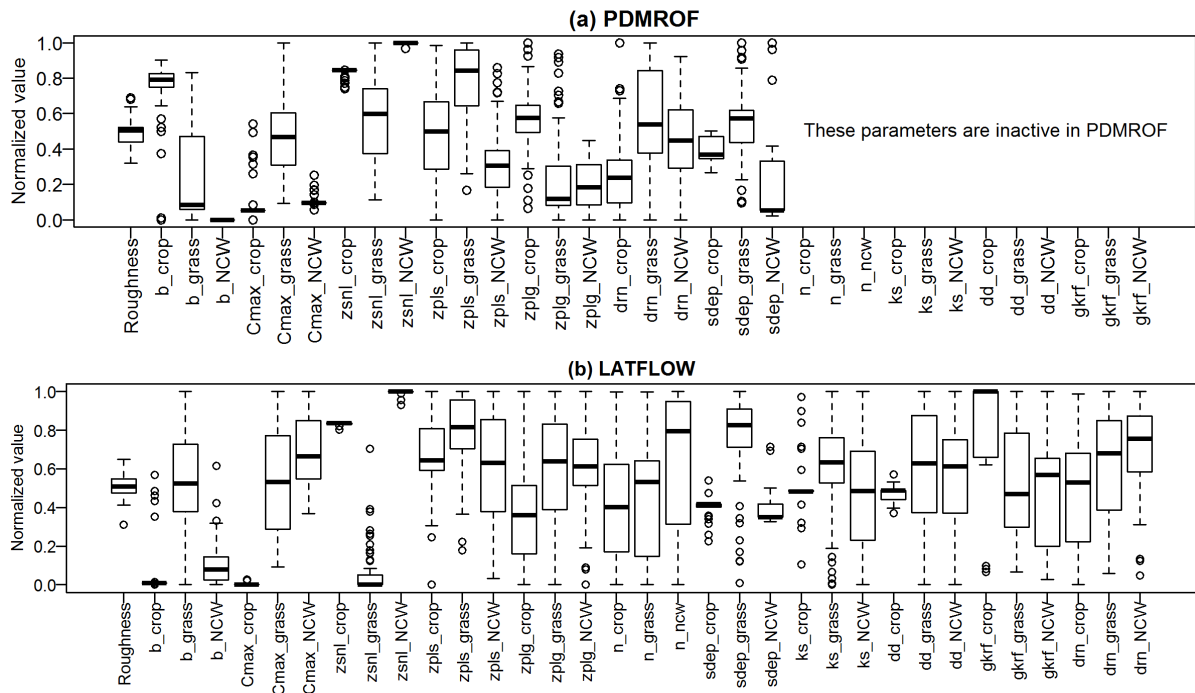 (a) PDMROF
Normalized value
1.0
0.8
0.6
0.4
0.2
0.0
These parameters are inactive in PDMROF
Roughness
b_crop
b_grass
b_NCW
Cmax_crop
Cmax_grass
Cmax_NCW
zsnl_crop
zsnl_grass
zsnl_NCW
zpls_crop
zpls_grass
zpls_NCW
zplg_crop
zplg_grass
zplg_NCW
drn_crop
drn_grass
drn_NCW
sdep_crop
sdep_grass
sdep_NCW
n_crop
n_grass
n_ncw
ks_crop
ks_grass
ks_NCW
dd_crop
dd_grass
dd_NCW
gkrf_crop
gkrf_grass
gkrf_NCW
(b) LATFLOW
Normalized value
1.0
0.8
0.6
0.4
0.2
0.0
Roughness
b_crop
b_grass
b_NCW
Cmax_crop
Cmax_grass
Cmax_NCW
zsnl_crop
zsnl_grass
zsnl_NCW
zpls_crop
zpls_grass
zpls_NCW
zplg_crop
zplg_grass
zplg_NCW
n_crop
n_grass
n_ncw
sdep_crop
sdep_grass
sdep_NCW
ks_crop
ks_grass
ks_NCW
dd_crop
dd_grass
dd_NCW
gkrf_crop
gkrf_grass
gkrf_NCW
drn_crop
drn_grass
drn_NCW